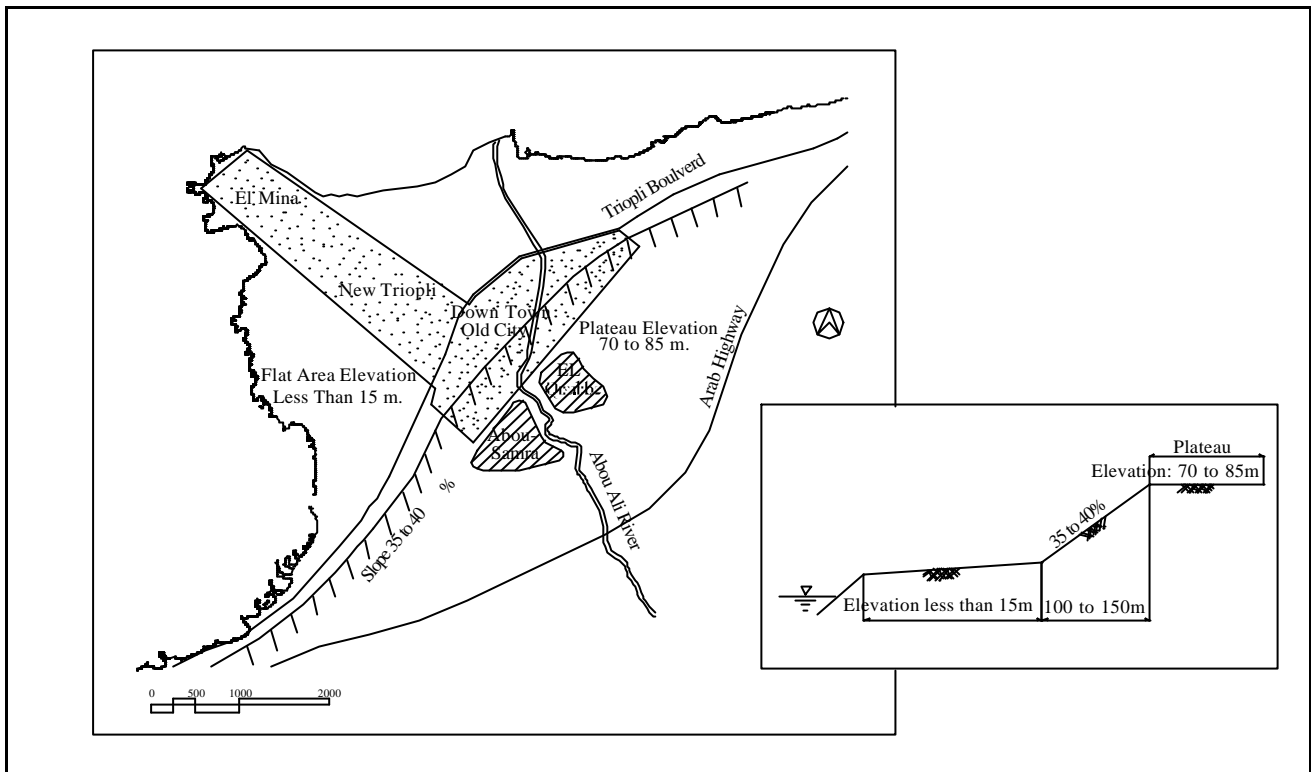 El Mina
New Triopli
Down Town
Old City
Triopli Boulverd
Plateau Elevation
70 to 85 m.
Flat Area Elevation
Less Than 15 m.
EL
Abou-
Samra
Arab Highway
Abou Ali River
Slope 35 to 40 %
0 500 1000 2000
Plateau
Elevation: 70 to 85m
35 to 40%
Elevation less than 15m
100 to 150m